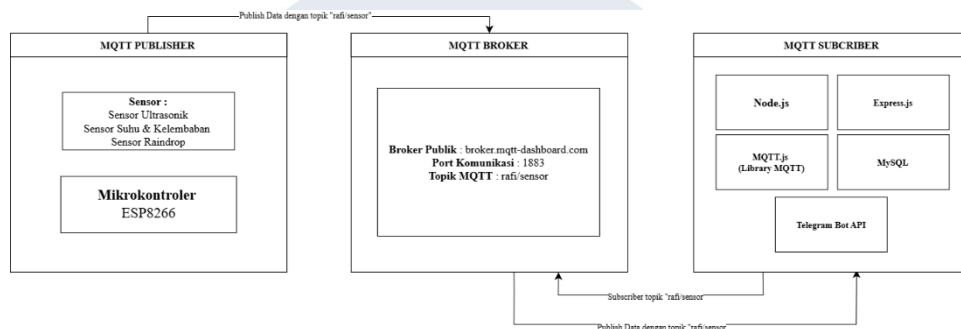 Publish Data dengan topik "rafi/sensor"
MQTT PUBLISHER
Sensor :
Sensor Ultrasonik
Sensor Suhu & Kelembaban
Sensor Raindrop
Mikrokontroler
ESP8266
MQTT BROKER
Broker Publik : broker.mqtt-dashboard.com
Port Komunikasi : 1883
Topik MQTT : rafi/sensor
MQTT SUBCRIBER
Node.js
Express.js
MQTT.js
(Library MQTT)
MySQL
Telegram Bot API
Subscriber topik "rafi/sensor
Publish Data dengan topik "rafi/sensor